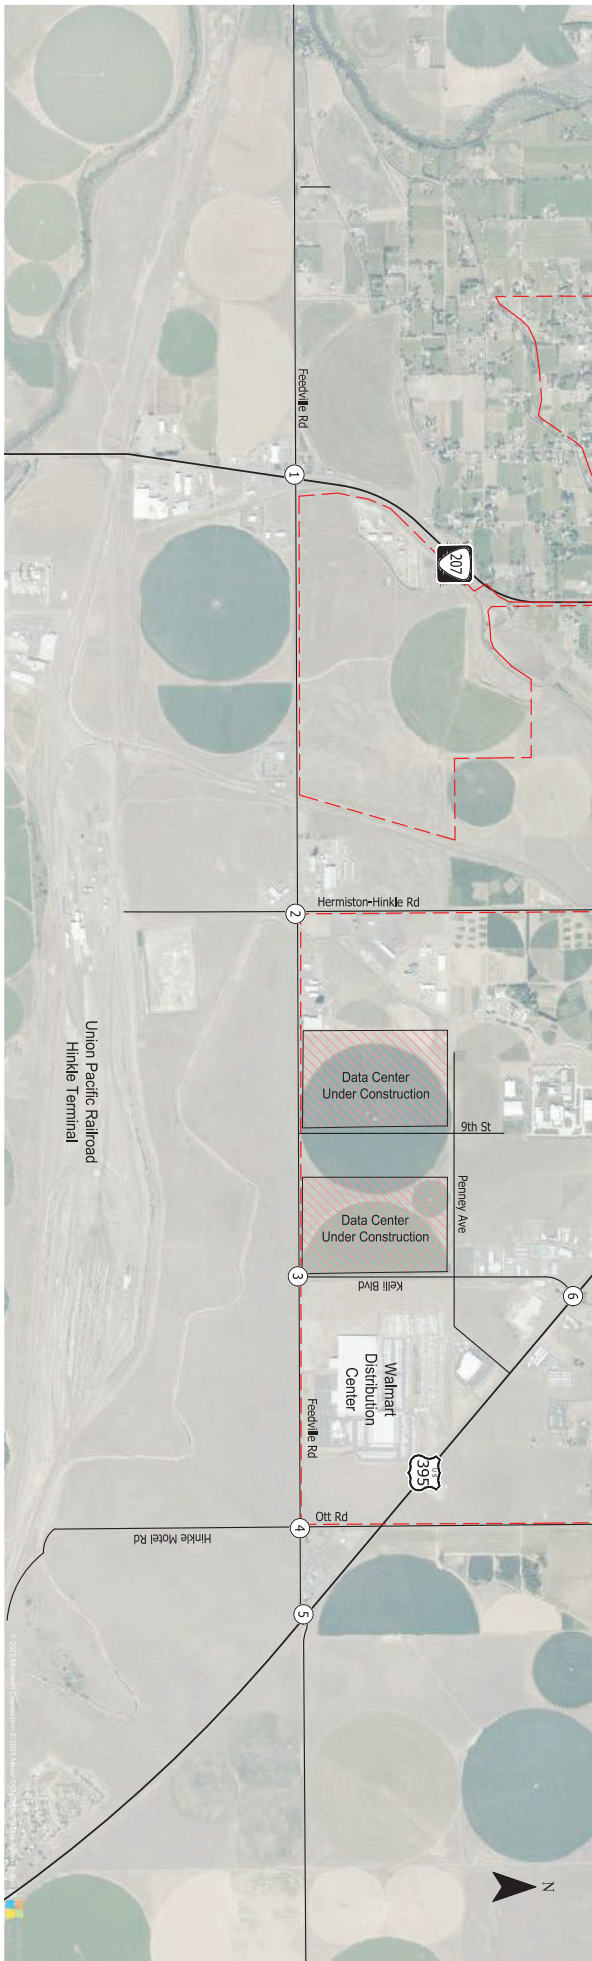 Feedville Rd
1
207
Hermiston-Hinkle Rd
2
Union Pacific Railroad
Hinkle Terminal
Data Center
Under Construction
9th St
Penney Ave
Data Center
Under Construction
3
Kelli Blvd
6
Walmart
Distribution
Center
Feedville Rd
US
395
Ott Rd
4
Hinkle Motel Rd
5
N